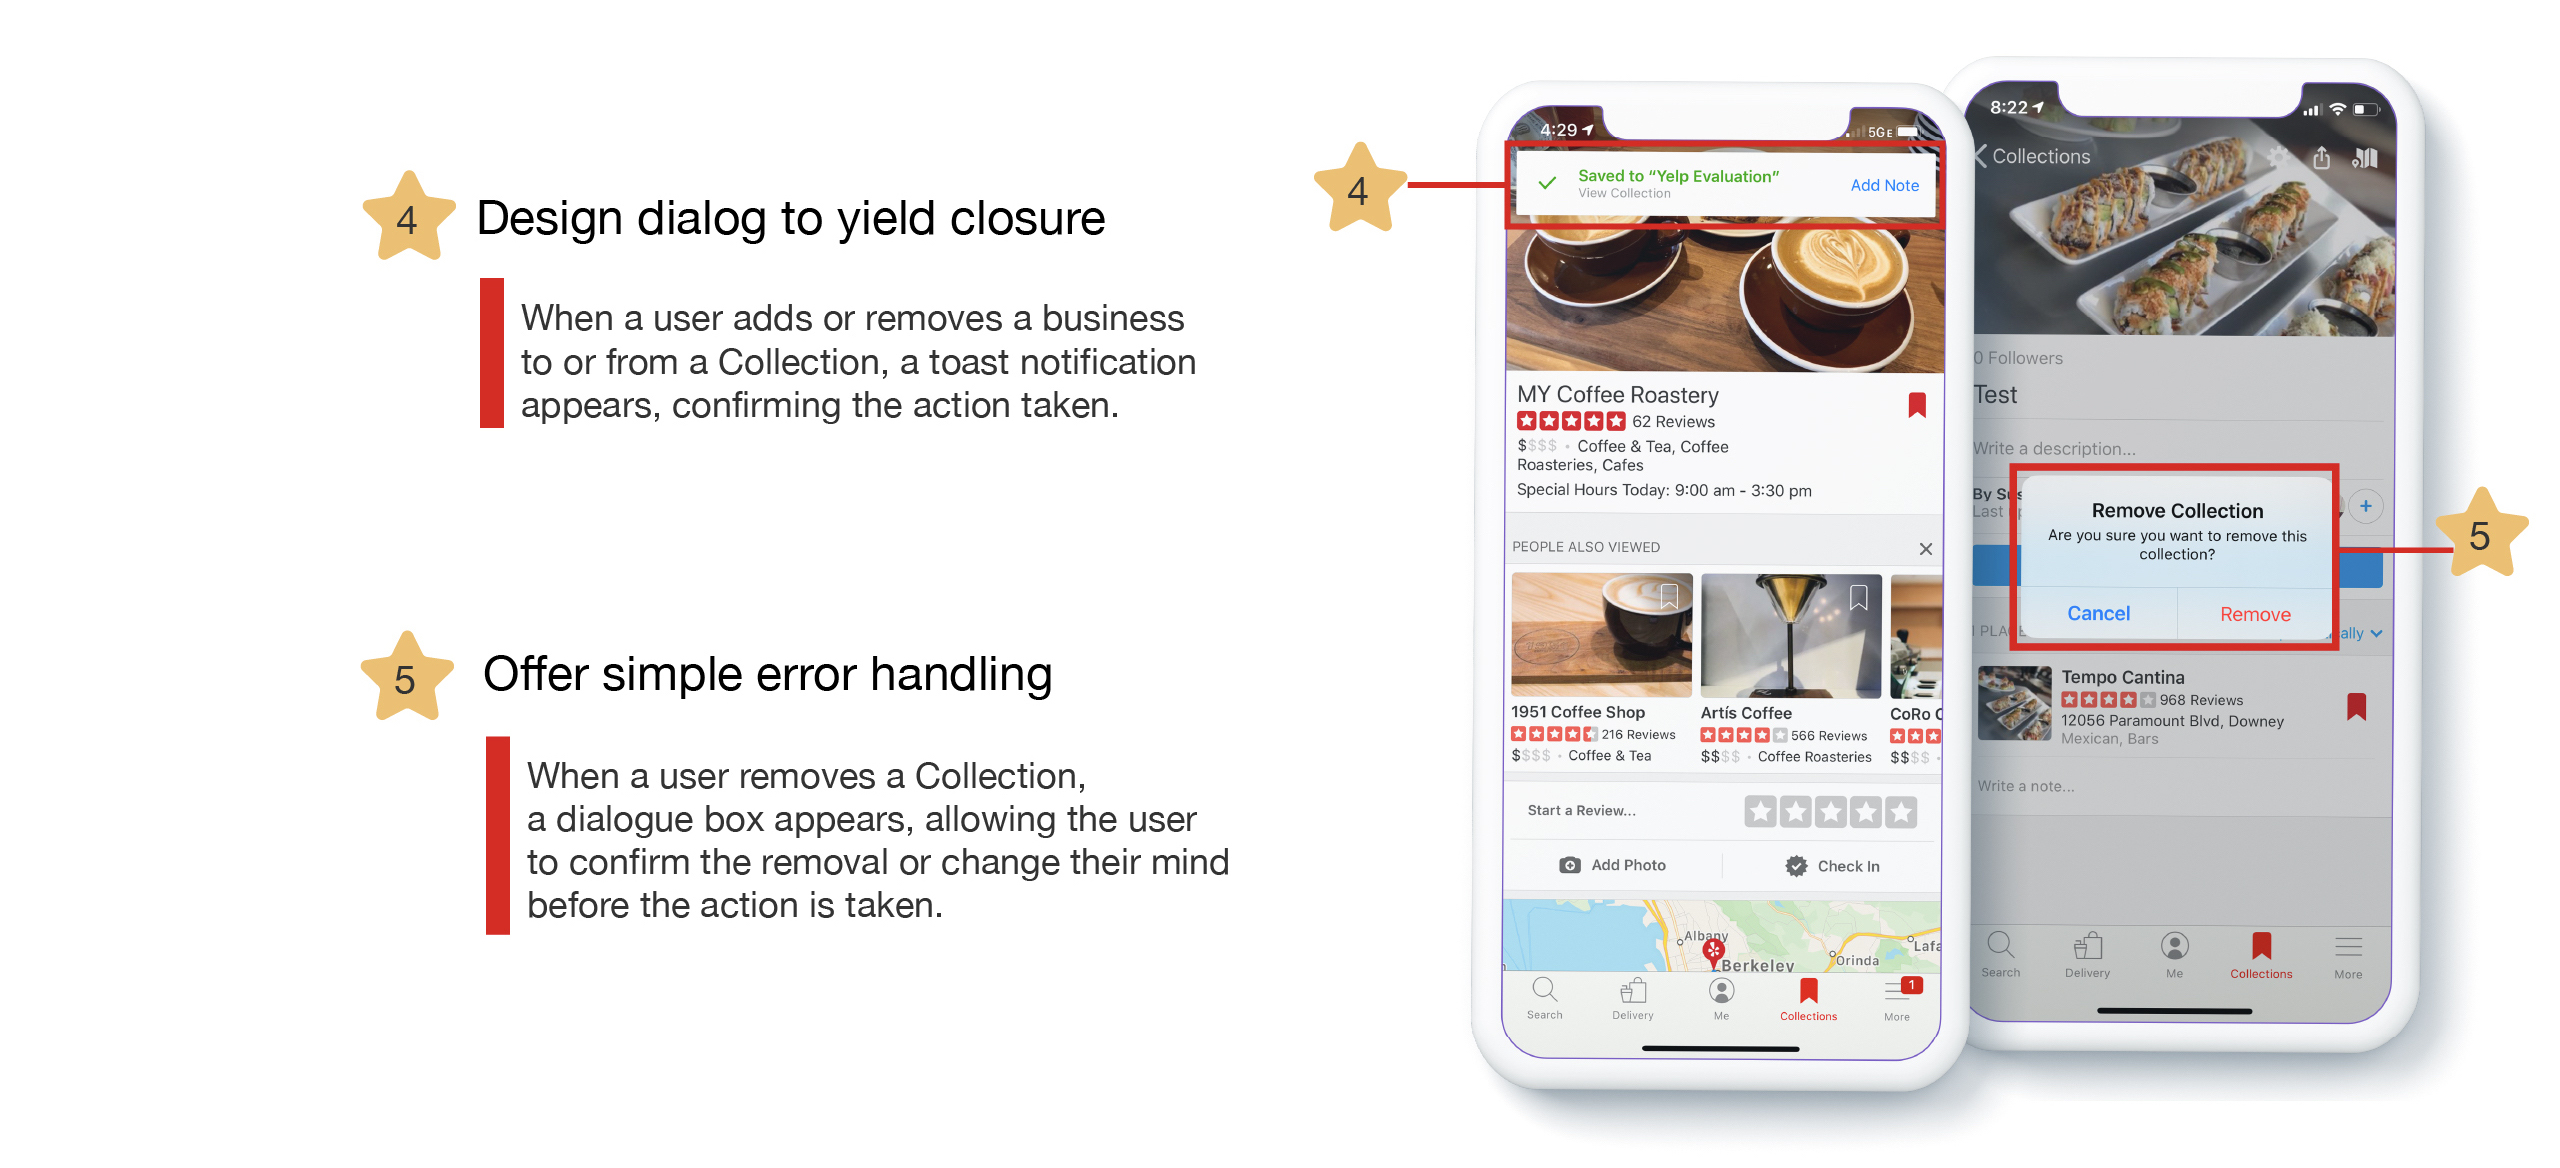 4
Design dialog to yield closure
When a user adds or removes a business
to or from a Collection, a toast notification
appears, confirming the action taken.
5
Offer simple error handling
When a user removes a Collection,
a dialogue box appears, allowing the user
to confirm the removal or change their mind
before the action is taken.
4
4:29
5GE
Saved to “Yelp Evaluation”
View Collection
Add Note
MY Coffee Roastery
62 Reviews
$$$$ • Coffee & Tea, Coffee
Roasteries, Cafes
Special Hours Today: 9:00 am - 3:30 pm
PEOPLE ALSO VIEWED
1951 Coffee Shop
216 Reviews
$$$$ • Coffee & Tea
Artís Coffee
566 Reviews
$$$$ • Coffee Roasteries
CoRo C
$$$$ •
Start a Review...
Add Photo
Check In
Albany
Berkeley
Orinda
Lafa
Search
Delivery
Me
Collections
1
More
8:22
Collections
0 Followers
Test
Write a description...
By Su
Last
Remove Collection
Are you sure you want to remove this
collection?
Cancel
Remove
5
1 PLACE
ally
Tempo Cantina
968 Reviews
12056 Paramount Blvd, Downey
Mexican, Bars
Write a note...
Search
Delivery
Me
Collections
More